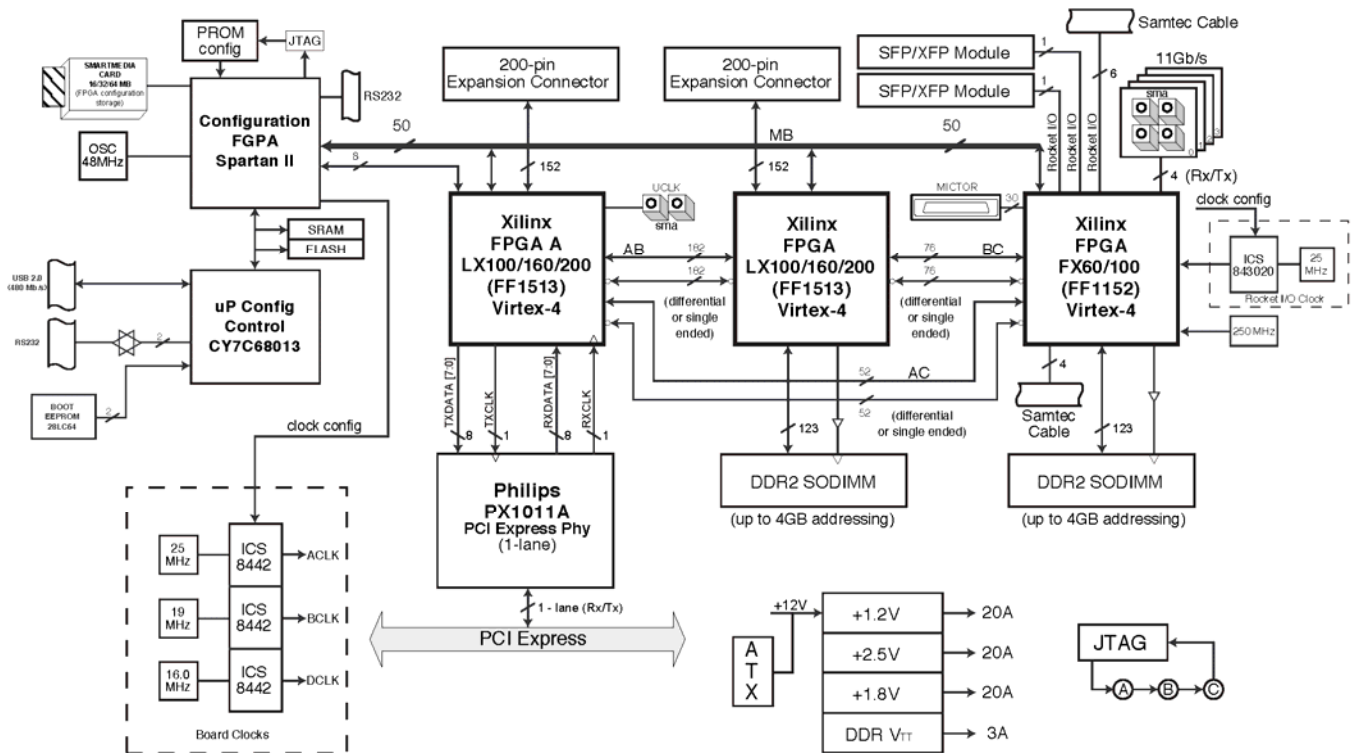 PROM
config
JTAG
SMARTMEDIA
CARD
16/32/64 MB
(FPGA configuration
storage)
RS232
OSC
48MHz
Configuration
FGPA
Spartan II
50
8
SRAM
FLASH
USB 2.0
(480 Mb/s)
RS232
2
uP Config
Control
CY7C68013
BOOT
EEPROM
28LC64
2
clock config
25
MHz
ICS
8442
ACLK
19
MHz
ICS
8442
BCLK
16.0
MHz
ICS
8442
DCLK
Board Clocks
200-pin
Expansion Connector
152
200-pin
Expansion Connector
152
MB
50
UCLK
sma
Xilinx
FPGA A
LX100/160/200
(FF1513)
Virtex-4
AB
182
182
(differential
or single
ended)
Xilinx
FPGA
LX100/160/200
(FF1513)
Virtex-4
76
BC
76
(differential
or single
ended)
Xilinx
FPGA
FX60/100
(FF1152)
Virtex-4
52
AC
52
(differential
or single ended)
MICTOR
30
SFP/XFP Module
1
SFP/XFP Module
1
Rocket I/O
Rocket I/O
Rocket I/O
Samtec Cable
6
11Gb/s
sma
0
1
2
3
4 (Rx/Tx)
clock config
ICS
843020
25
MHz
Rocket I/O Clock
250 MHz
4
Samtec
Cable
123
DDR2 SODIMM
(up to 4GB addressing)
123
DDR2 SODIMM
(up to 4GB addressing)
TXDATA [7:0]
8
TXCLK
1
RXDATA [7:0]
8
RXCLK
1
Philips
PX1011A
PCI Express Phy
(1-lane)
1 - lane (Rx/Tx)
PCI Express
ATX
+12V
+1.2V
20A
+2.5V
20A
+1.8V
20A
DDR VTT
3A
JTAG
A
B
C